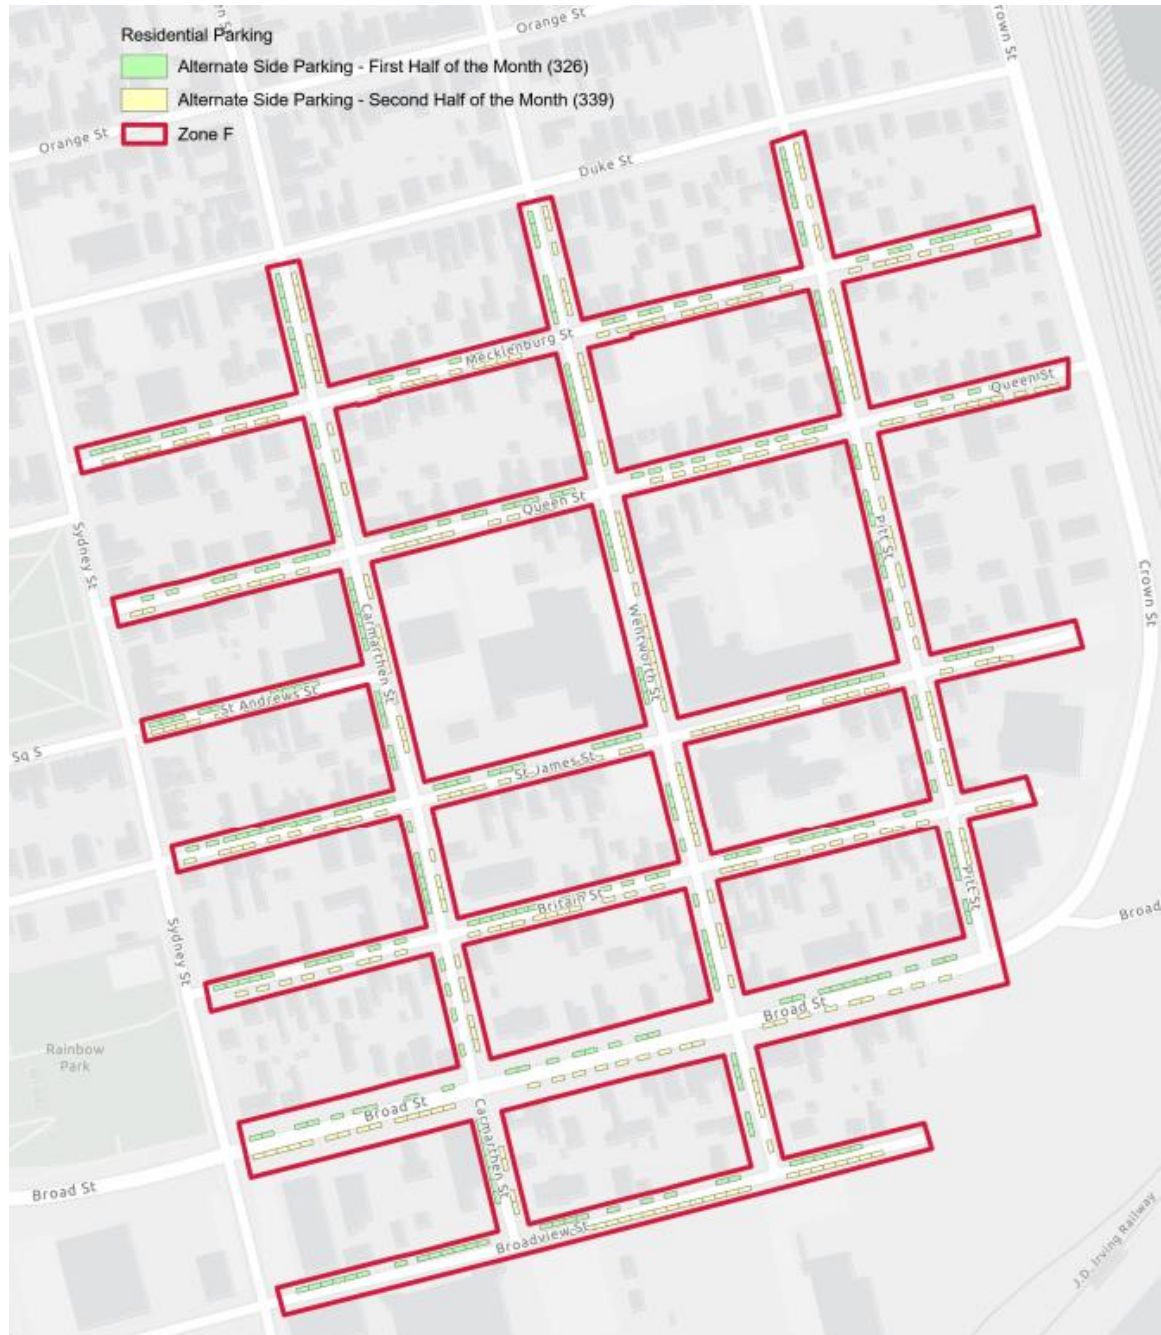 Orange St
Residential Parking
Alternate Side Parking - First Half of the Month (326)
Alternate Side Parking - Second Half of the Month (339)
Orange St
Zone F
Duke St
Mecklenburg St
Queen St
Queen St
Sydney St
Pitt St
Crown St
Carmarthen St
Wentworth St
St Andrews St
Sq S
St James St
Britain St
Pitt St
Broad
Sydney St
Broad St
Rainbow
Park
Broad St
Carmarthen St
Broad St
Broadview St
J.D. Irving Railway